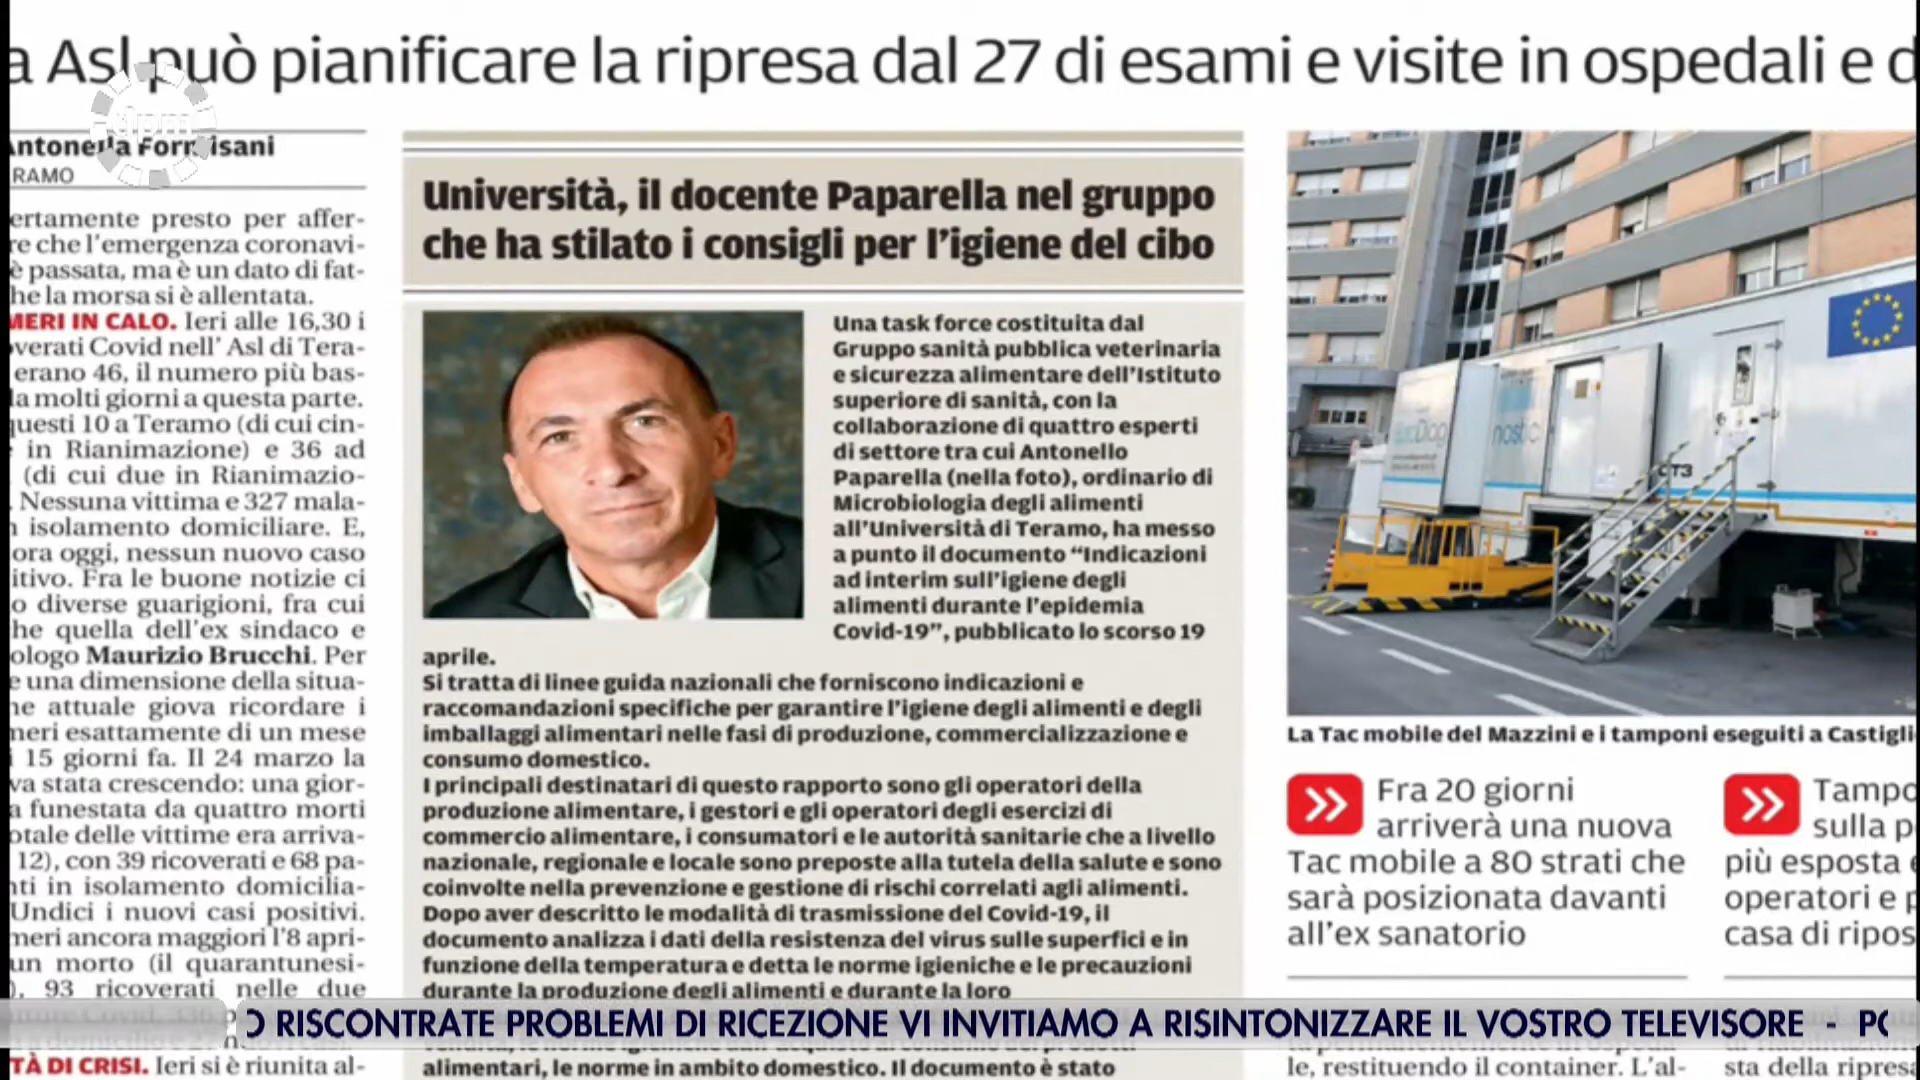 a Asl può pianificare la ripresa dal 27 di esami e visite in ospedali e d
tpm
Antonella Formisani
RAMO
ertamente presto per affer-
re che l'emergenza coronavi-
è passata, ma è un dato di fat-
he la morsa si è allentata.
MERI IN CALO. Ieri alle 16,30 i
overati Covid nell' Asl di Tera-
erano 46, il numero più bas-
la molti giorni a questa parte.
questi 10 a Teramo (di cui cin-
in Rianimazione) e 36 ad
(di cui due in Rianimazio-
. Nessuna vittima e 327 mala-
n isolamento domiciliare. E,
ora oggi, nessun nuovo caso
itivo. Fra le buone notizie ci
o diverse guarigioni, fra cui
he quella dell'ex sindaco e
ologo Maurizio Brucchi. Per
e una dimensione della situa-
ne attuale giova ricordare i
meri esattamente di un mese
i 15 giorni fa. Il 24 marzo la
va stata crescendo: una gior-
a funestata da quattro morti
otale delle vittime era arriva-
12), con 39 ricoverati e 68 pa-
nti in isolamento domicilia-
Undici i nuovi casi positivi.
meri ancora maggiori l'8 apri-
un morto (il quarantunesi-
), 93 ricoverati nelle due
TÀ DI CRISI. Ieri si è riunita al-
Università, il docente Paparella nel gruppo
che ha stilato i consigli per l'igiene del cibo
Una task force costituita dal
Gruppo sanità pubblica veterinaria
e sicurezza alimentare dell'Istituto
superiore di sanità, con la
collaborazione di quattro esperti
di settore tra cui Antonello
Paparella (nella foto), ordinario di
Microbiologia degli alimenti
all'Università di Teramo, ha messo
a punto il documento “Indicazioni
ad interim sull'igiene degli
alimenti durante l'epidemia
Covid-19”, pubblicato lo scorso 19
aprile.
Si tratta di linee guida nazionali che forniscono indicazioni e
raccomandazioni specifiche per garantire l'igiene degli alimenti e degli
imballaggi alimentari nelle fasi di produzione, commercializzazione e
consumo domestico.
I principali destinatari di questo rapporto sono gli operatori della
produzione alimentare, i gestori e gli operatori degli esercizi di
commercio alimentare, i consumatori e le autorità sanitarie che a livello
nazionale, regionale e locale sono preposte alla tutela della salute e sono
coinvolte nella prevenzione e gestione di rischi correlati agli alimenti.
Dopo aver descritto le modalità di trasmissione del Covid-19, il
documento analizza i dati della resistenza del virus sulle superfici e in
funzione della temperatura e detta le norme igieniche e le precauzioni
durante la produzione degli alimenti e durante la loro
alimentari, le norme in ambito domestico. Il documento è stato
CT3
La Tac mobile del Mazzini e i tamponi eseguiti a Castigli
Fra 20 giorni
arriverà una nuova
Tac mobile a 80 strati che
sarà posizionata davanti
all'ex sanatorio
Tampo
sulla p
più esposta e
operatori e p
casa di ripos
le, restituendo il container. L'al-
sta della ripresa
O RISCONTRATE PROBLEMI DI RICEZIONE VI INVITIAMO A RISINTONIZZARE IL VOSTRO TELEVISORE - PO